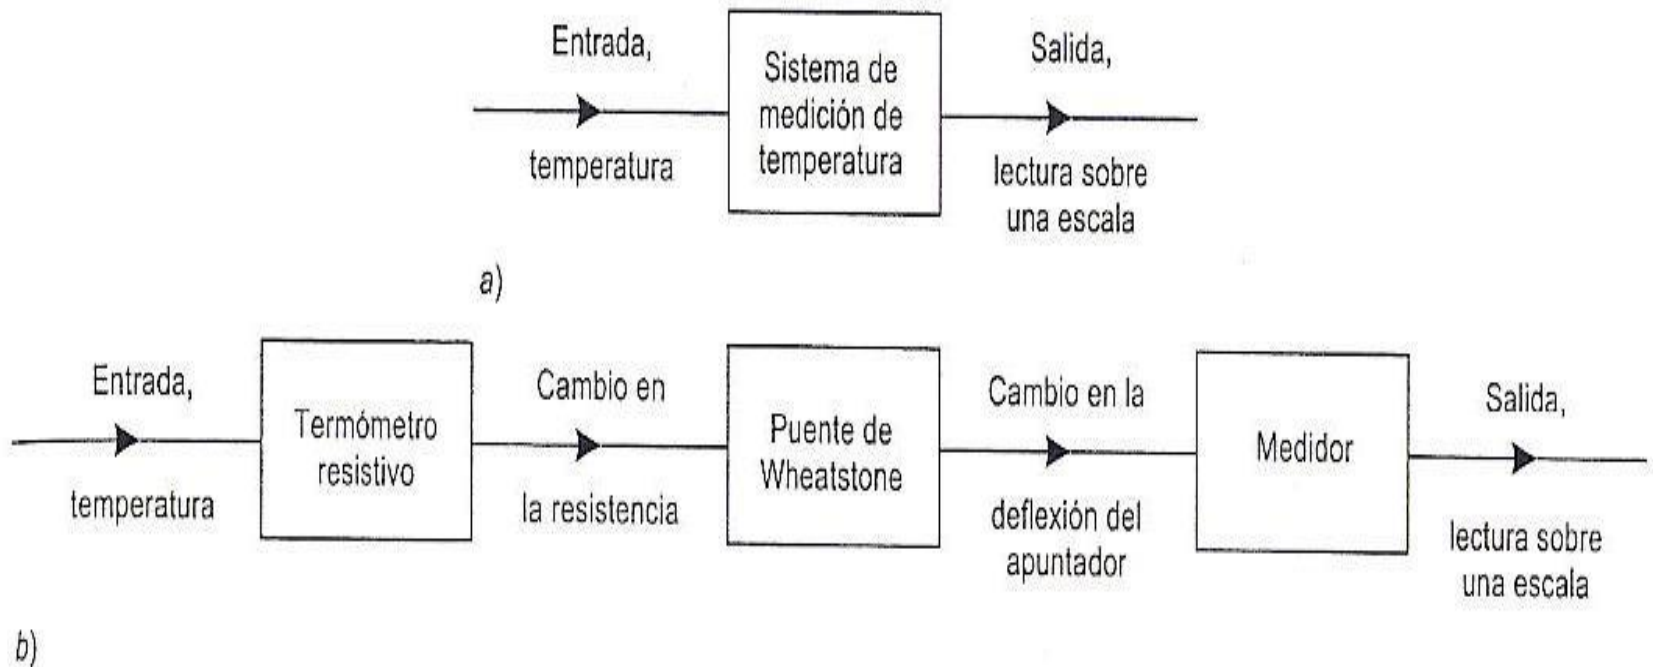 Entrada,
temperatura
Sistema de
medición de
temperatura
Salida,
lectura sobre
una escala
a)
Entrada,
temperatura
Termómetro
resistivo
Cambio en
la resistencia
Puente de
Wheatstone
Cambio en la
deflexión del
apuntador
Medidor
Salida,
lectura sobre
una escala
b)